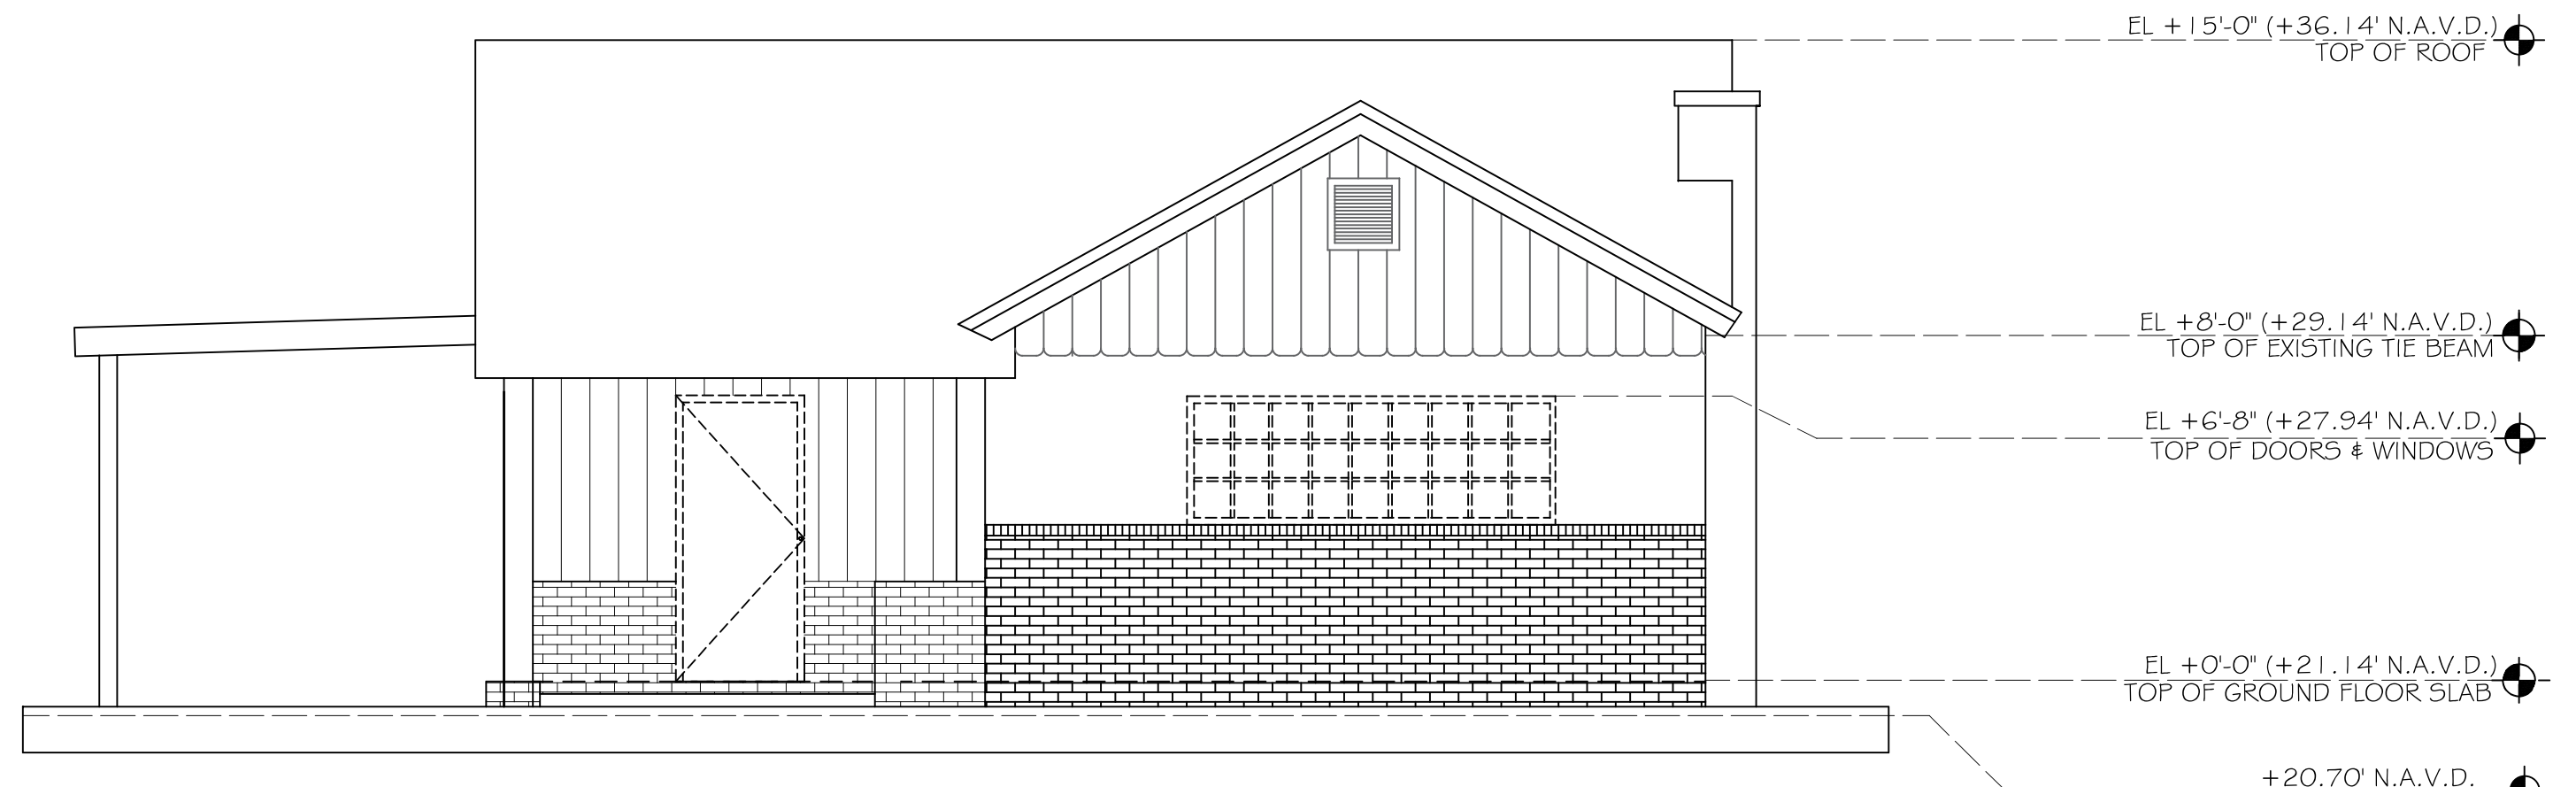 EL +15'-0" (+36.14' N.A.V.D.)
TOP OF ROOF
EL +8'-0" (+29.14' N.A.V.D.)
TOP OF EXISTING TIE BEAM
EL +6'-8" (+27.94' N.A.V.D.)
TOP OF DOORS & WINDOWS
EL +0'-0" (+21.14' N.A.V.D.)
TOP OF GROUND FLOOR SLAB
+20.70' N.A.V.D.